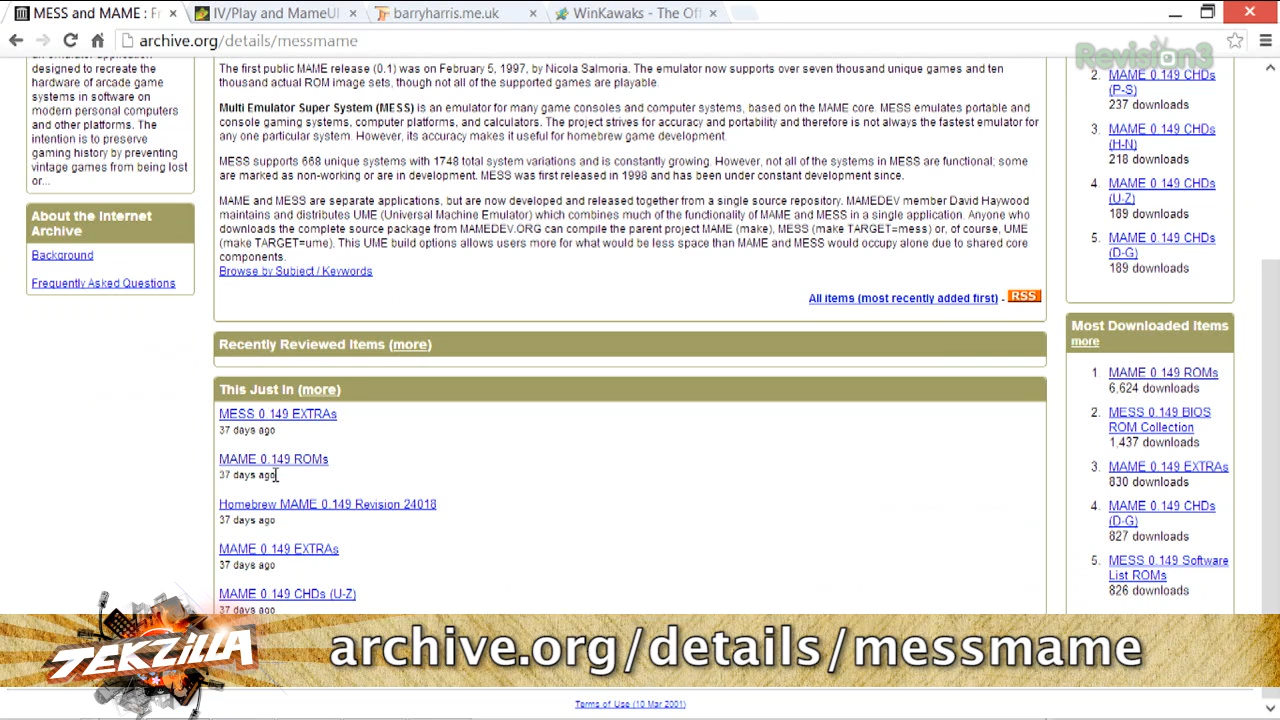 MESS and MAME : Fr
IV/Play and MameUI
barryharris.me.uk
WinKawaks - The Off
archive.org/details/messmame
Revision3
an emulator application
designed to recreate the
hardware of arcade game
systems in software on
modern personal computers
and other platforms. The
intention is to preserve
gaming history by preventing
vintage games from being lost
or...
About the Internet
Archive
Background
Frequently Asked Questions
The first public MAME release (0.1) was on February 5, 1997, by Nicola Salmoria. The emulator now supports over seven thousand unique games and ten
thousand actual ROM image sets, though not all of the supported games are playable.
Multi Emulator Super System (MESS) is an emulator for many game consoles and computer systems, based on the MAME core. MESS emulates portable and
console gaming systems, computer platforms, and calculators. The project strives for accuracy and portability and therefore is not always the fastest emulator for
any one particular system. However, its accuracy makes it useful for homebrew game development.
MESS supports 668 unique systems with 1748 total system variations and is constantly growing. However, not all of the systems in MESS are functional; some
are marked as non-working or are in development. MESS was first released in 1998 and has been under constant development since.
MAME and MESS are separate applications, but are now developed and released together from a single source repository. MAMEDEV member David Haywood
maintains and distributes UME (Universal Machine Emulator) which combines much of the functionality of MAME and MESS in a single application. Anyone who
downloads the complete source package from MAMEDEV.ORG can compile the parent project MAME (make), MESS (make TARGET=mess) or, of course, UME
(make TARGET=ume). This UME build options allows users more for what would be less space than MAME and MESS would occupy alone due to shared core
components.
Browse by Subject / Keywords
All items (most recently added first) - RSS
Recently Reviewed Items (more)
This Just In (more)
MESS 0.149 EXTRAs
37 days ago
MAME 0.149 ROMs
37 days ago
Homebrew MAME 0.149 Revision 24018
37 days ago
MAME 0.149 EXTRAs
37 days ago
MAME 0.149 CHDs (U-Z)
37 days ago
2. MAME 0.149 CHDs
(P-S)
237 downloads
3. MAME 0.149 CHDs
(H-N)
218 downloads
4. MAME 0.149 CHDs
(U-Z)
189 downloads
5. MAME 0.149 CHDs
(D-G)
189 downloads
Most Downloaded Items
more
1 MAME 0 149 ROMs
6,624 downloads
2. MESS 0.149 BIOS
ROM Collection
1,437 downloads
3. MAME 0.149 EXTRAs
830 downloads
4. MAME 0.149 CHDs
(D-G)
827 downloads
5. MESS 0.149 Software
List ROMs
826 downloads
TEKZILLA
archive.org/details/messmame
Terms of Use (10 Mar 2001)